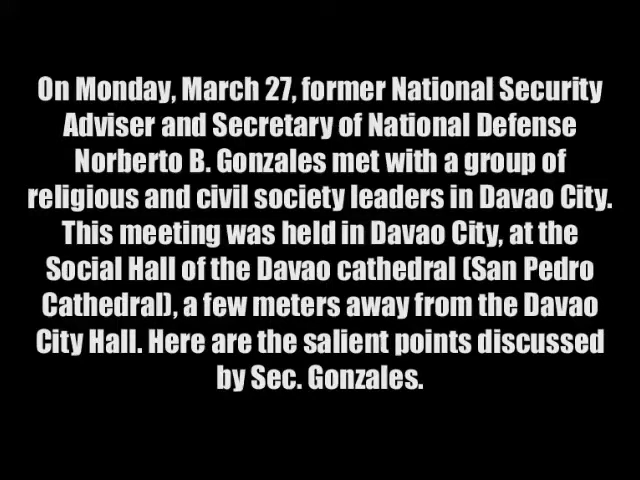 On Monday, March 27, former National Security
Adviser and Secretary of National Defense
Norberto B. Gonzales met with a group of
religious and civil society leaders in Davao City.
This meeting was held in Davao City, at the
Social Hall of the Davao cathedral (San Pedro
Cathedral), a few meters away from the Davao
City Hall. Here are the salient points discussed
by Sec. Gonzales.